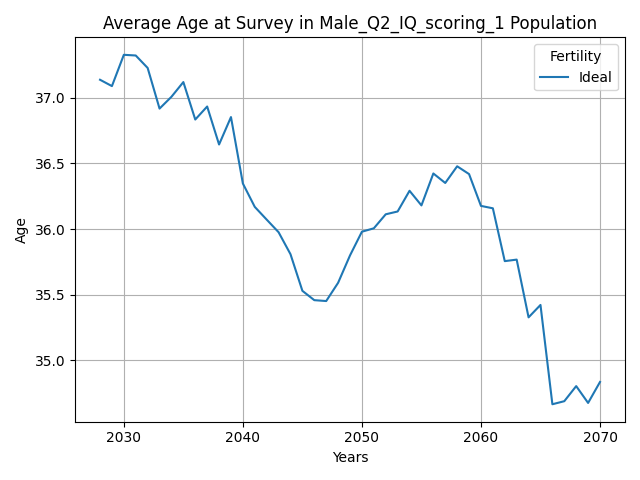 Average Age at Survey in Male_Q2_IQ_scoring_1 Population
Fertility
Ideal
Age
37.0
36.5
36.0
35.5
35.0
2030 2040 2050 2060 2070
Years